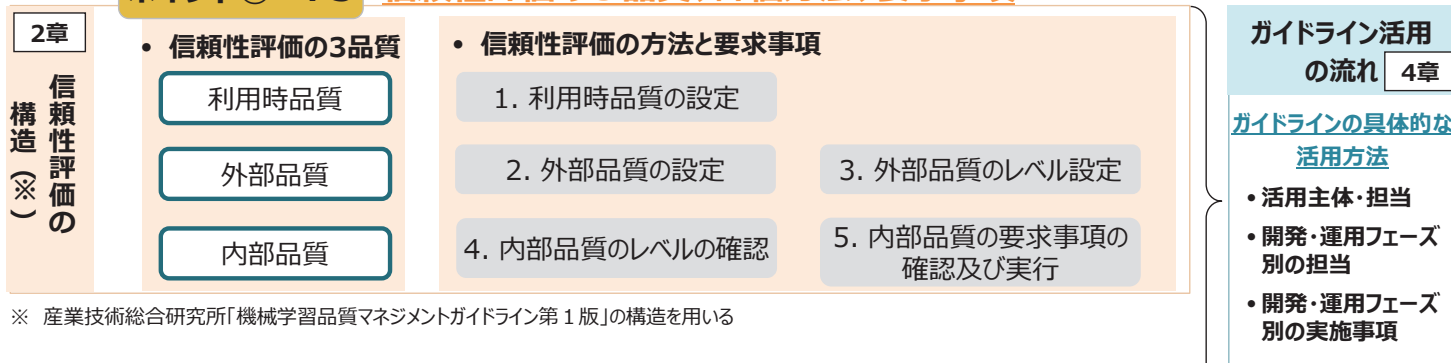 2章
信頼性評価の
構造（※）
• 信頼性評価の3品質
利用時品質
外部品質
内部品質
• 信頼性評価の方法と要求事項
1. 利用時品質の設定
2. 外部品質の設定
3. 外部品質のレベル設定
4. 内部品質のレベルの確認
5. 内部品質の要求事項の
確認及び実行
※ 産業技術総合研究所「機械学習品質マネジメントガイドライン第１版」の構造を用いる
ガイドライン活用
の流れ 4章
ガイドラインの具体的な
活用方法
• 活用主体・担当
• 開発・運用フェーズ
別の担当
• 開発・運用フェーズ
別の実施事項